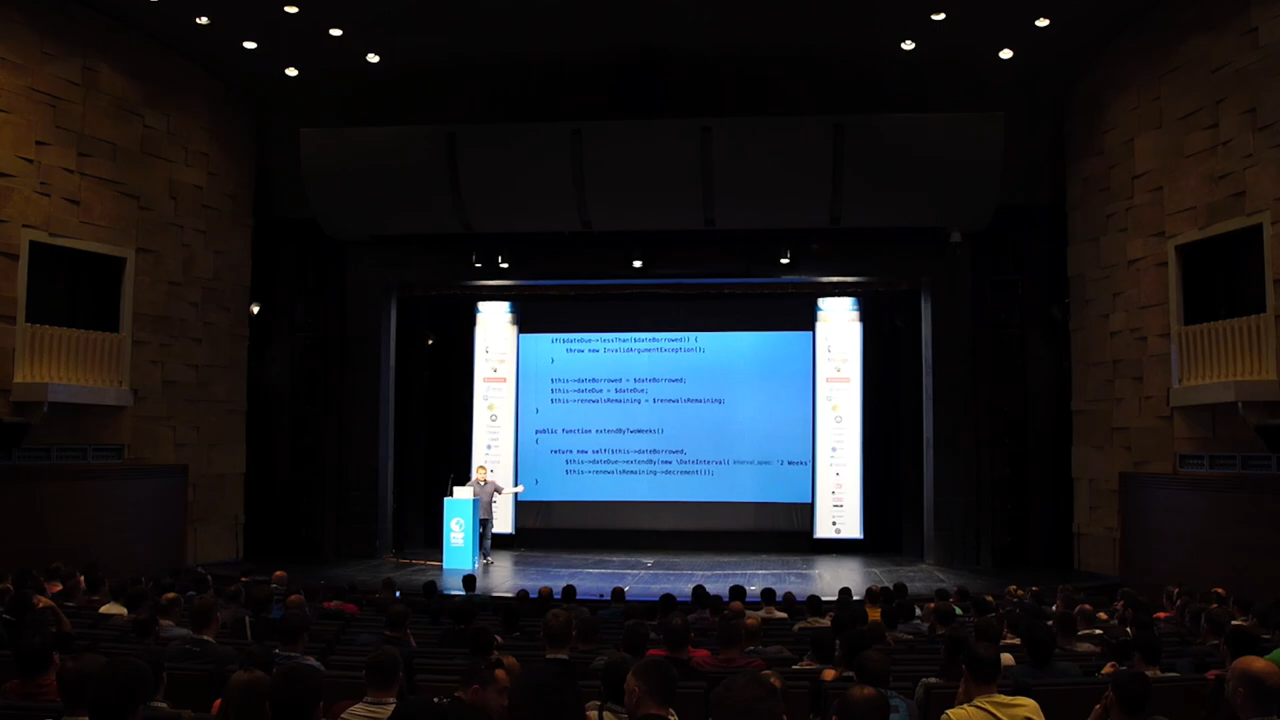 if($dateDue->lessThan($dateBorrowed)) {
throw new InvalidArgumentException();
}
$this->dateBorrowed = $dateBorrowed;
$this->dateDue = $dateDue;
$this->renewalsRemaining = $renewalsRemaining;
}
public function extendByTwoWeeks()
{
return new self($this->dateBorrowed,
$this->dateDue->extendBy(new \DateInterval( interval_spec: '2 Weeks'
$this->renewalsRemaining->decrement());
}
PHP